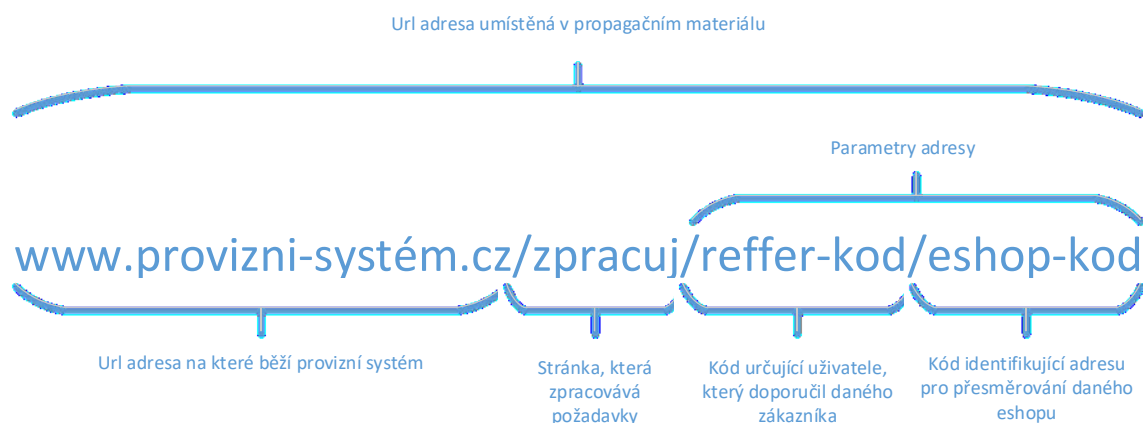 Url adresa umístěná v propagačním materiálu
Parametry adresy
www.provizni-systém.cz/zpracuj/reffer-kod/eshop-kod
Url adresa na které běží provizní systém
Stránka, která
zpracovává
požadavky
Kód určující uživatele,
který doporučil daného
zákazníka
Kód identifikující adresu
pro přesměrování daného
eshopu